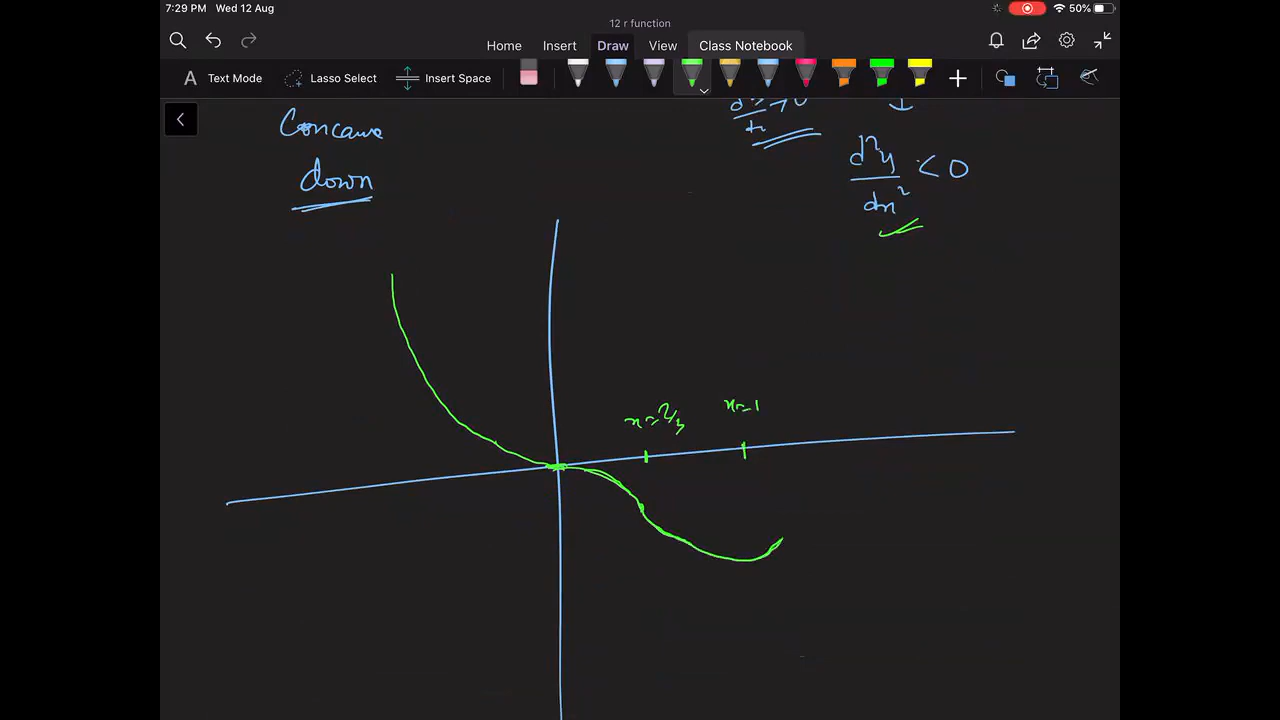 7:29 PM Wed 12 Aug
50%
12 r function
Home Insert Draw View Class Notebook
Text Mode Lasso Select Insert Space
Concave
down
d²y/dx² < 0
x=2/3
x=1